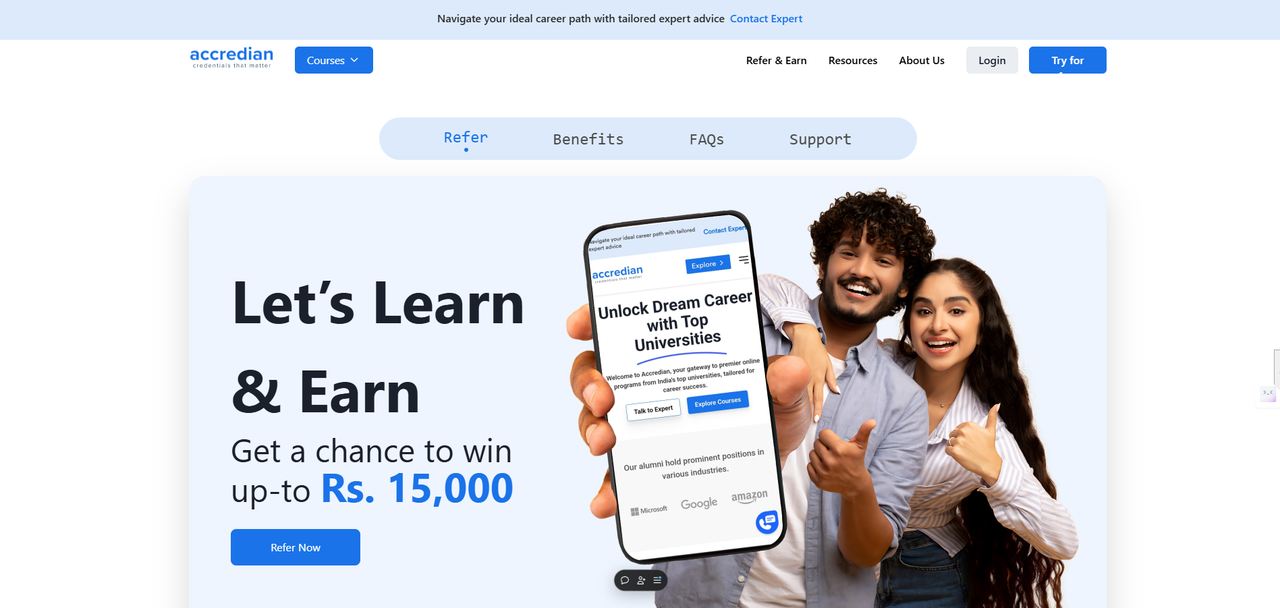 Navigate your ideal career path with tailored expert advice Contact Expert
accredian
credentials that matter
Courses
Refer & Earn
Resources
About Us
Login
Try for
Refer
Benefits
FAQs
Support
Let's Learn
& Earn
Get a chance to win
up-to Rs. 15,000
Refer Now
Navigate your ideal career path with tailored
expert advice
Contact Expert
accredian
credentials that matter
Explore
Unlock Dream Career
with Top
Universities
Welcome to Accredian, your gateway to premier online
programs from India's top universities, tailored for
career success.
Talk to Expert
Explore Courses
Our alumni hold prominent positions in
various industries.
Microsoft
Google
amazon